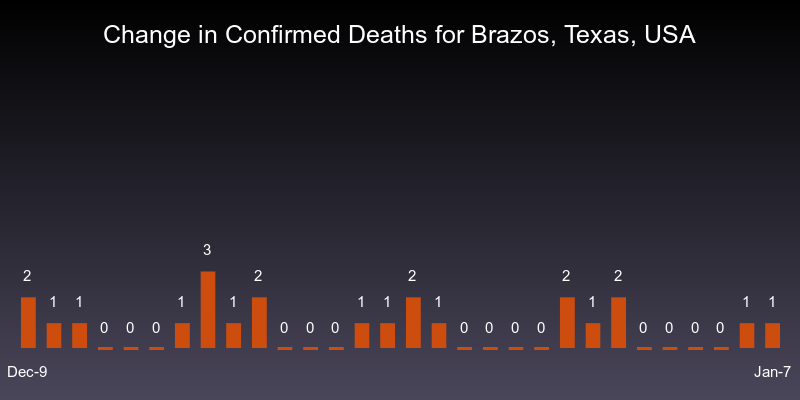 Change in Confirmed Deaths for Brazos, Texas, USA
2 1 1 0 0 0 1 3 1 2 0 0 0 1 1 2 1 0 0 0 0 2 1 2 0 0 0 0 1 1
Dec-9 Jan-7